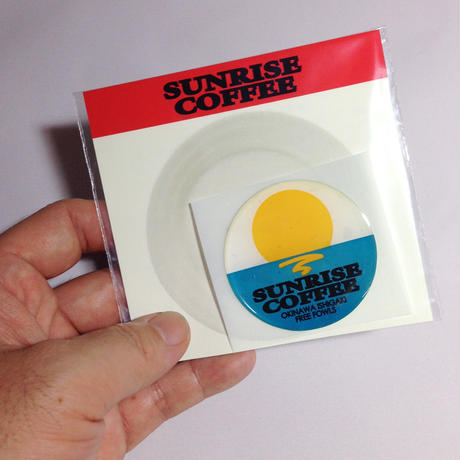 SUNRISE
COFFEE
SUNRISE
COFFEE
OKINAWA ISHIGAKI
FREE FOWLS